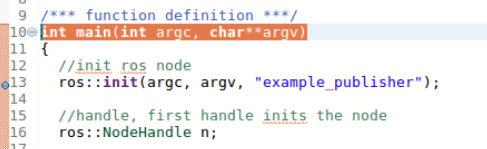 9 /*** function definition ***/
10 int main(int argc, char**argv)
11 {
12 //init ros node
13 ros::init(argc, argv, "example_publisher");
14
15 //handle, first handle inits the node
16 ros::NodeHandle n;
17